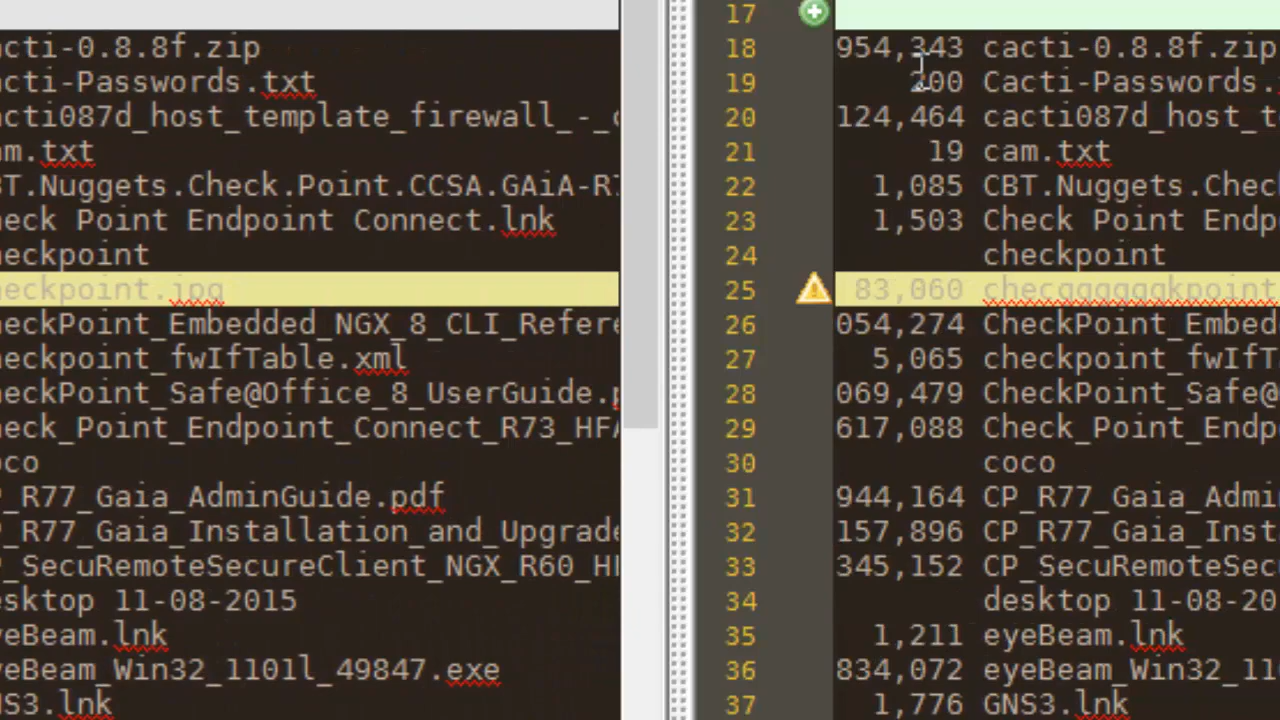 acti-0.8.8f.zip
acti-Passwords.txt
acti087d_host_template_firewall_-_
am.txt
BT.Nuggets.Check.Point.CCSA.GAiA-R7
eck Point Endpoint Connect.lnk
eckpoint
eckpoint.jpg
eckPoint_Embedded_NGX_8_CLI_Refere
eckpoint_fwIfTable.xml
eckPoint_Safe@Office_8_UserGuide.p
eck_Point_Endpoint_Connect_R73_HFA
oco
P_R77_Gaia_AdminGuide.pdf
P_R77_Gaia_Installation_and_Upgrade
P_SecuRemoteSecureClient_NGX_R60_HF
esktop 11-08-2015
yeBeam.lnk
yeBeam_Win32_1101l_49847.exe
NS3.lnk
17
18 954,343 cacti-0.8.8f.zip
19 200 Cacti-Passwords.
20 124,464 cacti087d_host_t
21 19 cam.txt
22 1,085 CBT.Nuggets.Chec
23 1,503 Check Point Endp
24 checkpoint
25 83,060
26 054,274 CheckPoint_Embed
27 5,065 checkpoint_fwIfT
28 069,479 CheckPoint_Safe@
29 617,088 Check_Point_Endp
30 coco
31 944,164 CP_R77_Gaia_Admi
32 157,896 CP_R77_Gaia_Inst
33 345,152 CP_SecuRemoteSec
34 desktop 11-08-20
35 1,211 eyeBeam.lnk
36 834,072 eyeBeam_Win32_11
37 1,776 GNS3.lnk